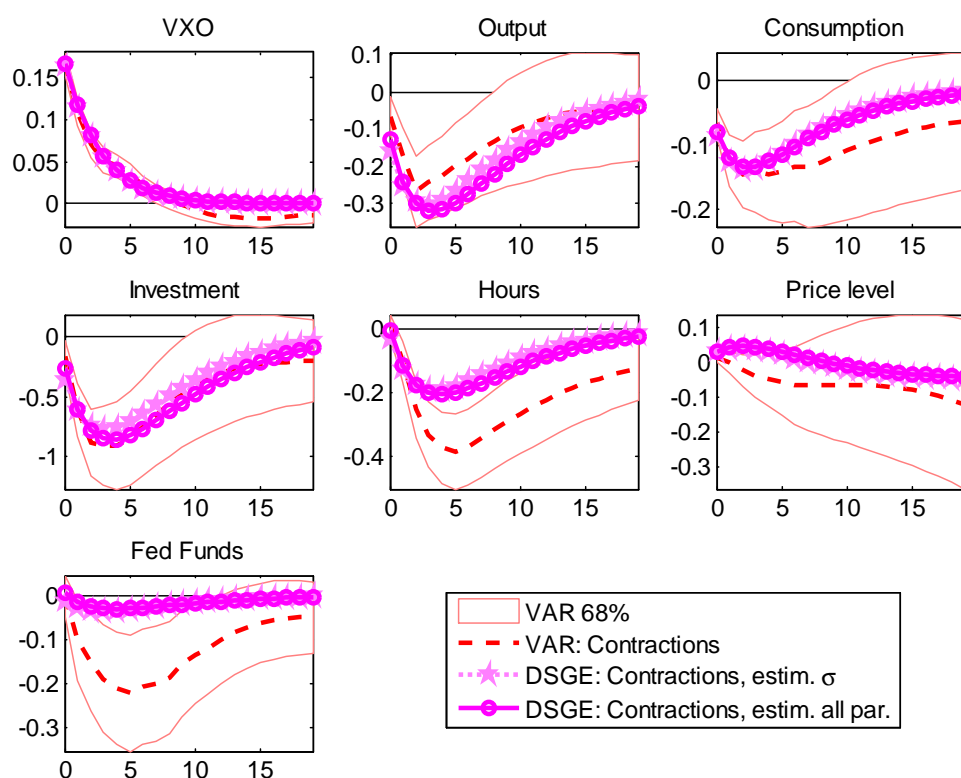 VXO
0.15
0.1
0.05
0
0 5 10 15
Output
0.1
0
-0.1
-0.2
-0.3
0 5 10 15
Consumption
0
-0.1
-0.2
0 5 10 15
Investment
0
-0.5
-1
0 5 10 15
Hours
0
-0.2
-0.4
0 5 10 15
Price level
0.1
0
-0.1
-0.2
-0.3
0 5 10 15
Fed Funds
0
-0.1
-0.2
-0.3
0 5 10 15
VAR 68%
VAR: Contractions
DSGE: Contractions, estim. σ
DSGE: Contractions, estim. all par.